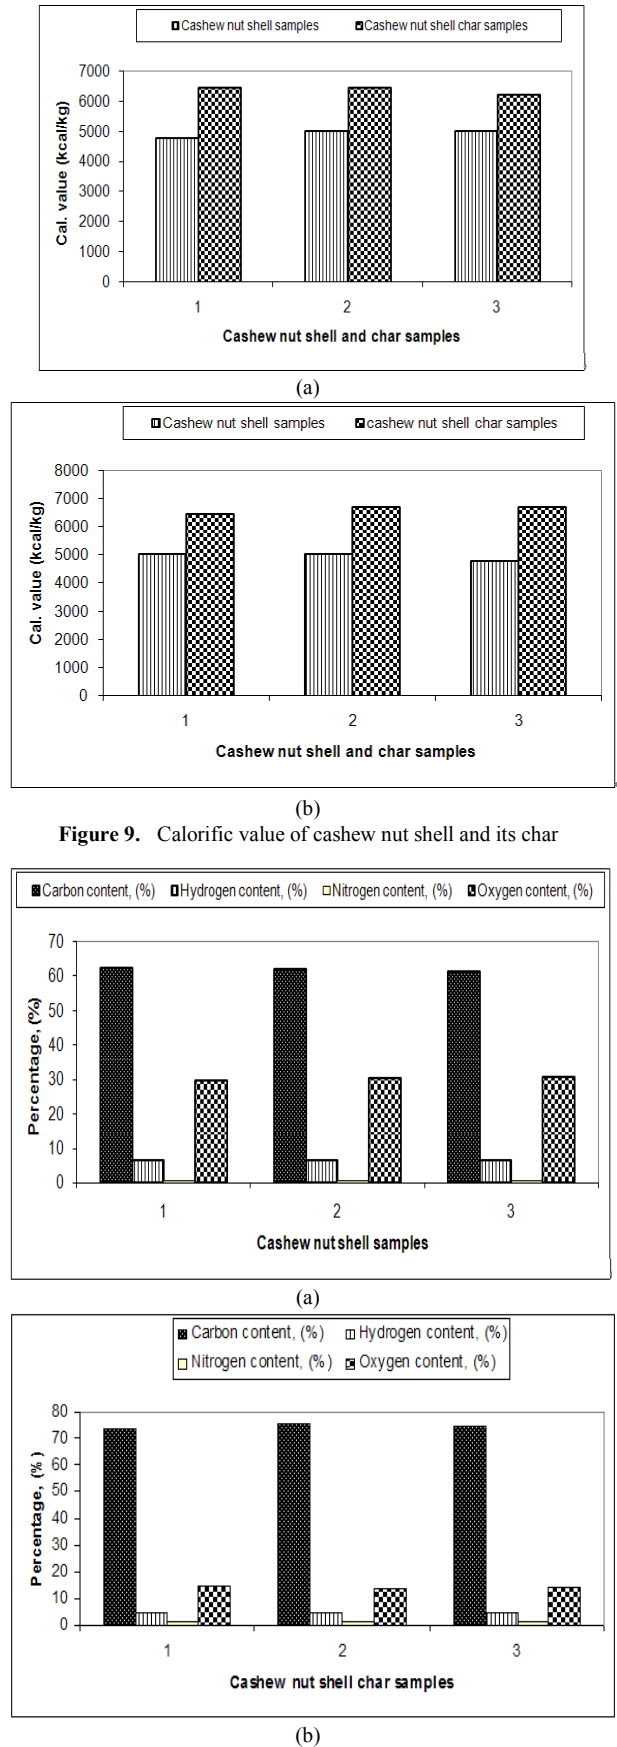 Cashew nut shell samples Cashew nut shell char samples
7000
6000
5000
4000
3000
2000
1000
0
Cal. value (kcal/kg)
1 2 3
Cashew nut shell and char samples
(a)
Cashew nut shell samples cashew nut shell char samples
8000
7000
6000
5000
4000
3000
2000
1000
0
Cal. value (kcal/kg)
1 2 3
Cashew nut shell and char samples
(b)
Figure 9. Calorific value of cashew nut shell and its char
Carbon content, (%) Hydrogen content, (%) Nitrogen content, (%) Oxygen content, (%)
70
60
50
40
30
20
10
0
Percentage, (%)
1 2 3
Cashew nut shell samples
(a)
Carbon content, (%) Hydrogen content, (%)
Nitrogen content, (%) Oxygen content, (%)
80
70
60
50
40
30
20
10
0
Percentage, (% )
1 2 3
Cashew nut shell char samples
(b)